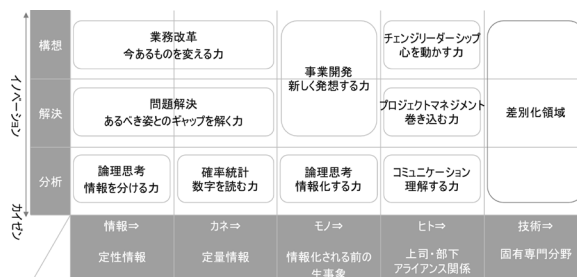 イノベーション
カイゼン
構想
業務改革
今あるものを変える力
事業開発
新しく発想する力
チェンジリーダーシップ
心を動かす力
差別化領域
解決
問題解決
あるべき姿とのギャップを解く力
プロジェクトマネジメント
巻き込む力
分析
論理思考
情報を分ける力
確率統計
数字を読む力
論理思考
情報化する力
コミュニケーション
理解する力
情報⇒
定性情報
カネ⇒
定量情報
モノ⇒
情報化される前の
生事象
ヒト⇒
上司・部下
アライアンス関係
技術⇒
固有専門分野